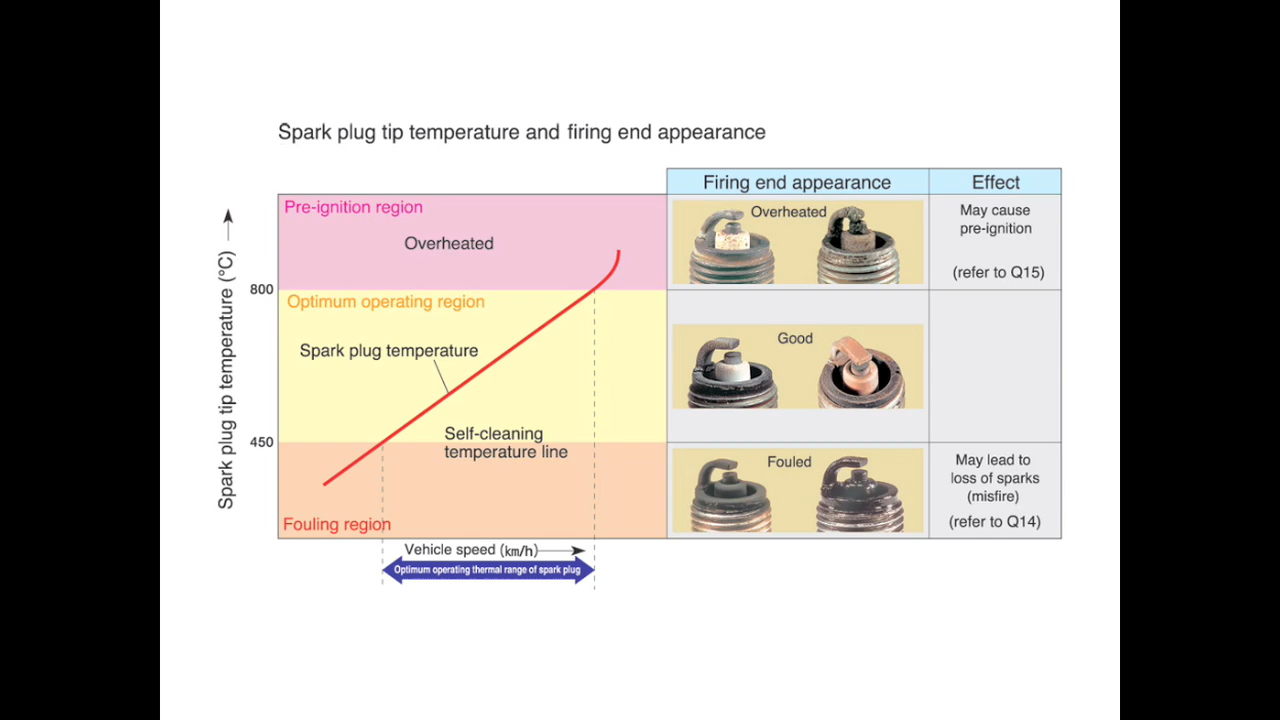 Spark plug tip temperature and firing end appearance
Firing end appearance
Effect
Spark plug tip temperature (°C)
Pre-ignition region
Overheated
800
Optimum operating region
Spark plug temperature
450
Self-cleaning
temperature line
Fouling region
Vehicle speed (km/h)
Optimum operating thermal range of spark plug
Overheated
May cause
pre-ignition
(refer to Q15)
Good
Fouled
May lead to
loss of sparks
(misfire)
(refer to Q14)